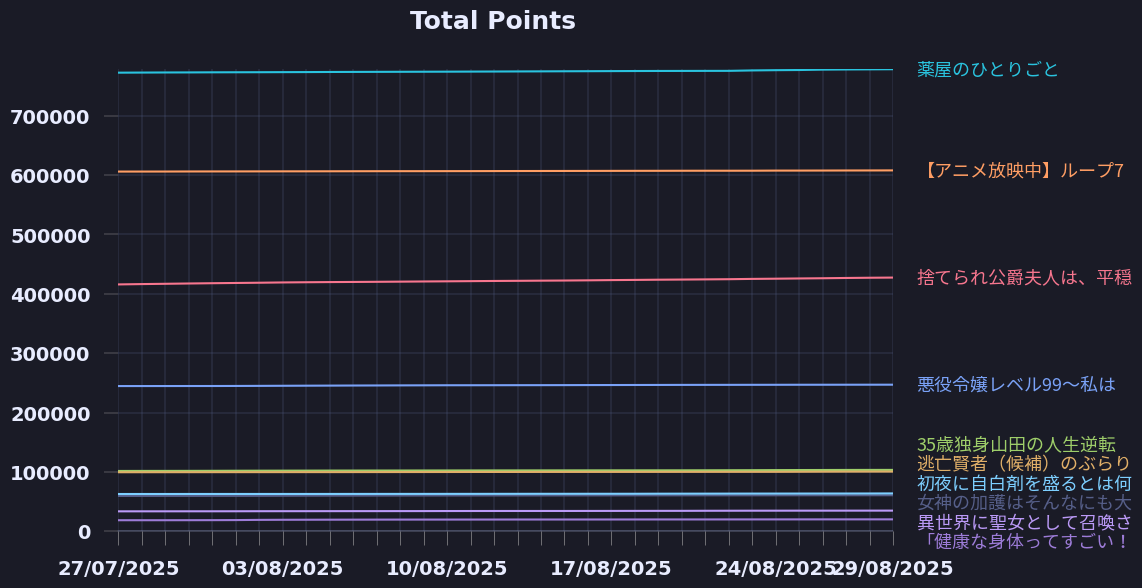 Total Points
700000
600000
500000
400000
300000
200000
100000
0
27/07/2025
03/08/2025
10/08/2025
17/08/2025
24/08/2025
29/08/2025
薬屋のひとりごと
【アニメ放映中】ループ7
捨てられ公爵夫人は、平穏
悪役令嬢レベル99～私は
35歳独身山田の人生逆転
逃亡賢者（候補）のぶらり
初夜に自白剤を盛るとは何
女神の加護はそんなにも大
異世界に聖女として召喚さ
「健康な身体ってすごい！